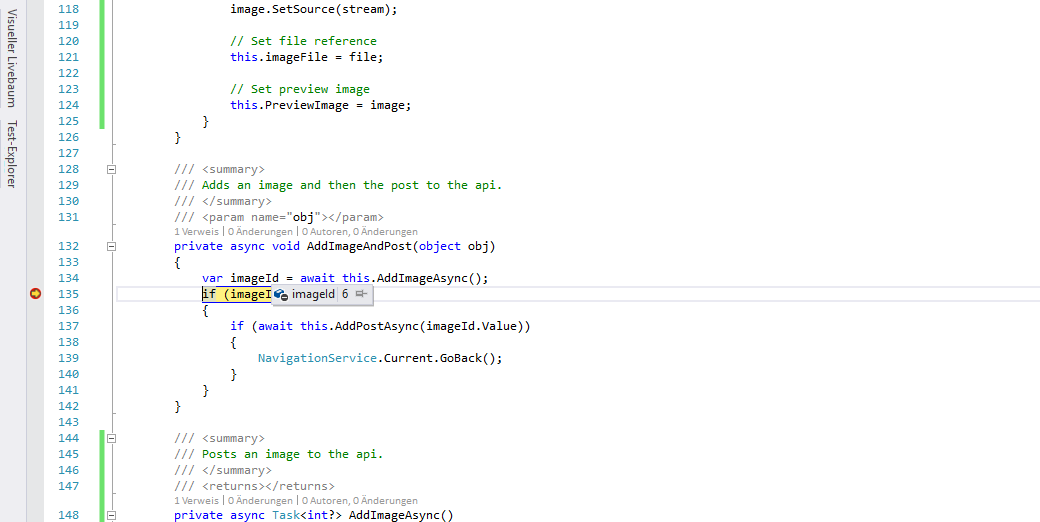 Visueller Livebaum
Test-Explorer
118 image.SetSource(stream);
119
120 // Set file reference
121 this.imageFile = file;
122
123 // Set preview image
124 this.PreviewImage = image;
125 }
126 }
127
128 /// <summary>
129 /// Adds an image and then the post to the api.
130 /// </summary>
131 /// <param name="obj"></param>
1 Verweis | 0 Änderungen | 0 Autoren, 0 Änderungen
132 private async void AddImageAndPost(object obj)
133 {
134 var imageId = await this.AddImageAsync();
135 if (imageI imageId 6
136 {
137 if (await this.AddPostAsync(imageId.Value))
138 {
139 NavigationService.Current.GoBack();
140 }
141 }
142 }
143
144 /// <summary>
145 /// Posts an image to the api.
146 /// </summary>
147 /// <returns></returns>
1 Verweis | 0 Änderungen | 0 Autoren, 0 Änderungen
148 private async Task<int?> AddImageAsync()